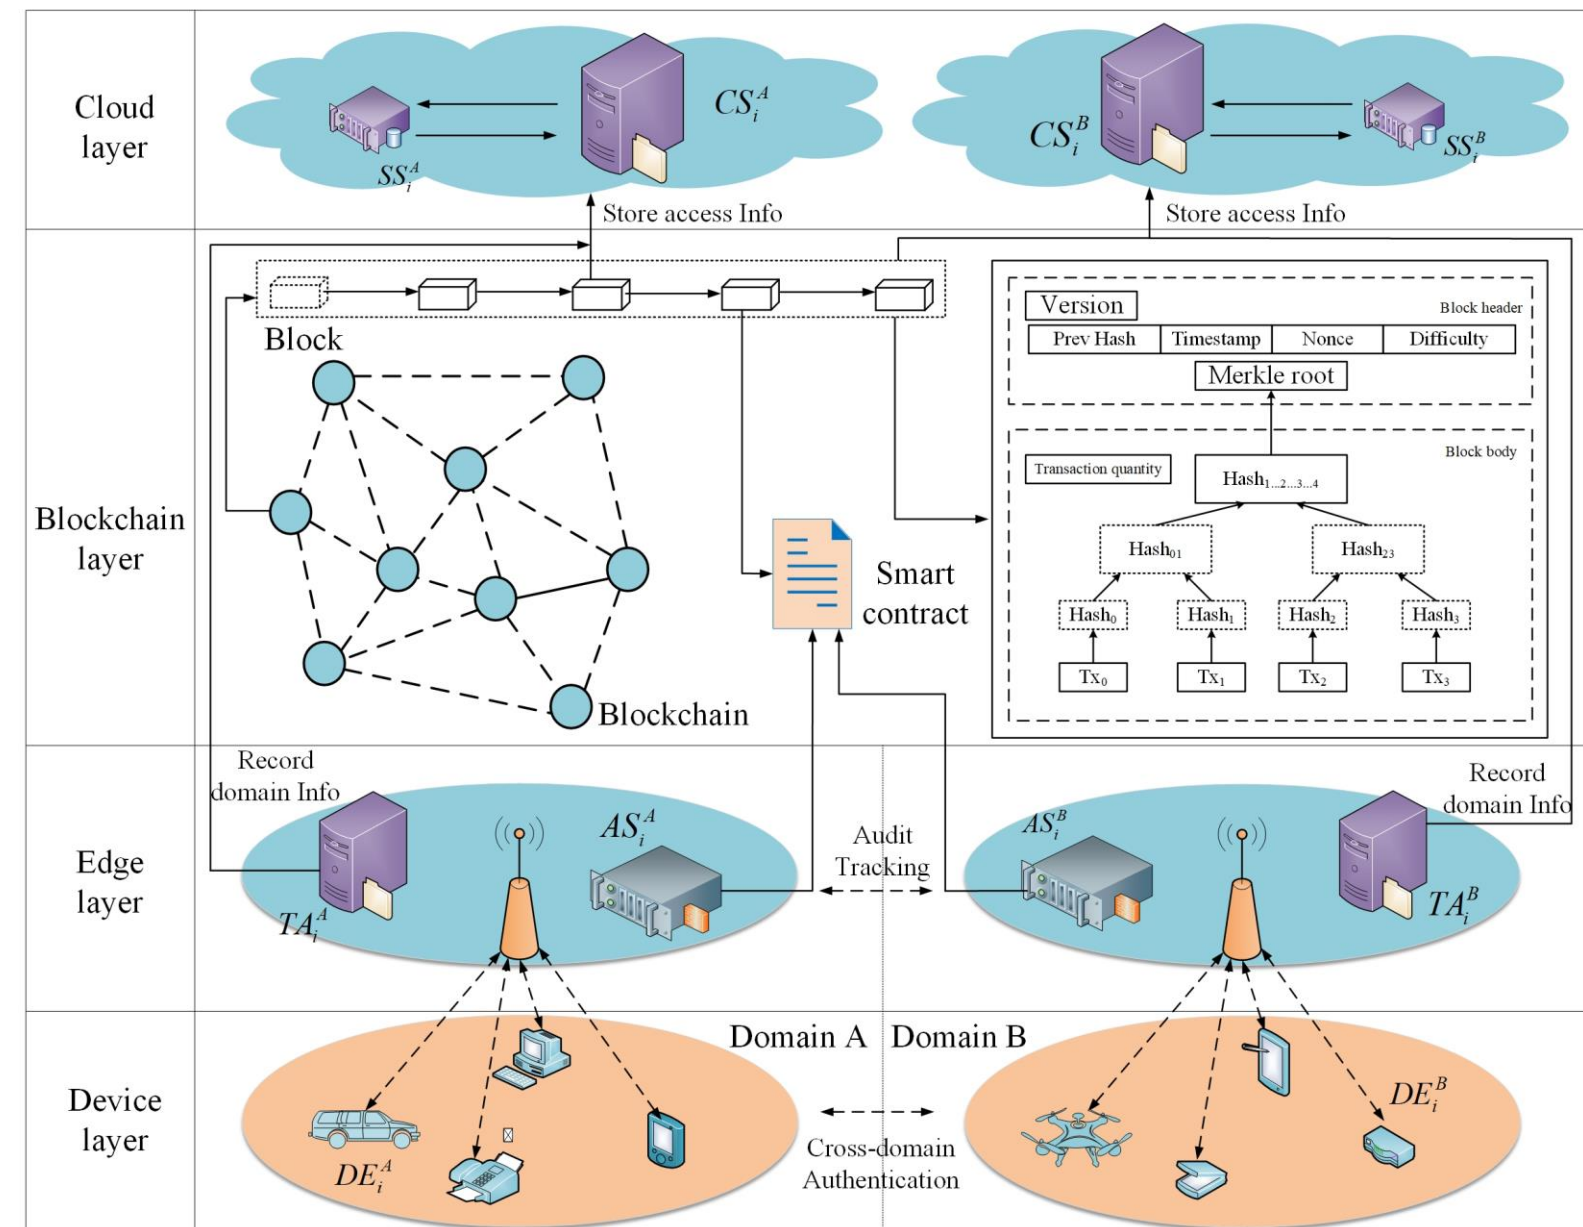 Cloud
layer
CS_i^A
SS_i^A
Store access Info
CS_i^B
SS_i^B
Store access Info
Blockchain
layer
Block
Blockchain
Smart
contract
Version
Block header
Prev Hash
Timestamp
Nonce
Difficulty
Merkle root
Block body
Transaction quantity
Hash1...2...3...4
Hash01
Hash23
Hash0
Hash1
Hash2
Hash3
Tx0
Tx1
Tx2
Tx3
Edge
layer
Record
domain Info
TA_i^A
AS_i^A
Audit
Tracking
AS_i^B
Record
domain Info
TA_i^B
Device
layer
Domain A
Domain B
DE_i^A
Cross-domain
Authentication
DE_i^B